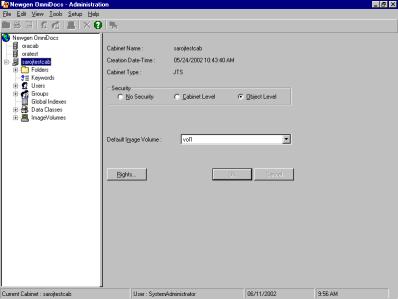 Newgen OmniDocs - Administration
File Edit View Tools Setup Help
Newgen OmniDocs
oracab
oratest
sarojtestcab
Folders
Keywords
Users
Groups
Global Indexes
Data Classes
ImageVolumes
Cabinet Name : sarojtestcab
Creation Date-Time : 05/24/2002 10:43:40 AM
Cabinet Type : JTS
Security
No Security Cabinet Level Object Level
Default Image Volume : vol1
Rights... Ok Cancel
Current Cabinet : sarojtestcab User : SystemAdministrator 06/11/2002 9:56 AM